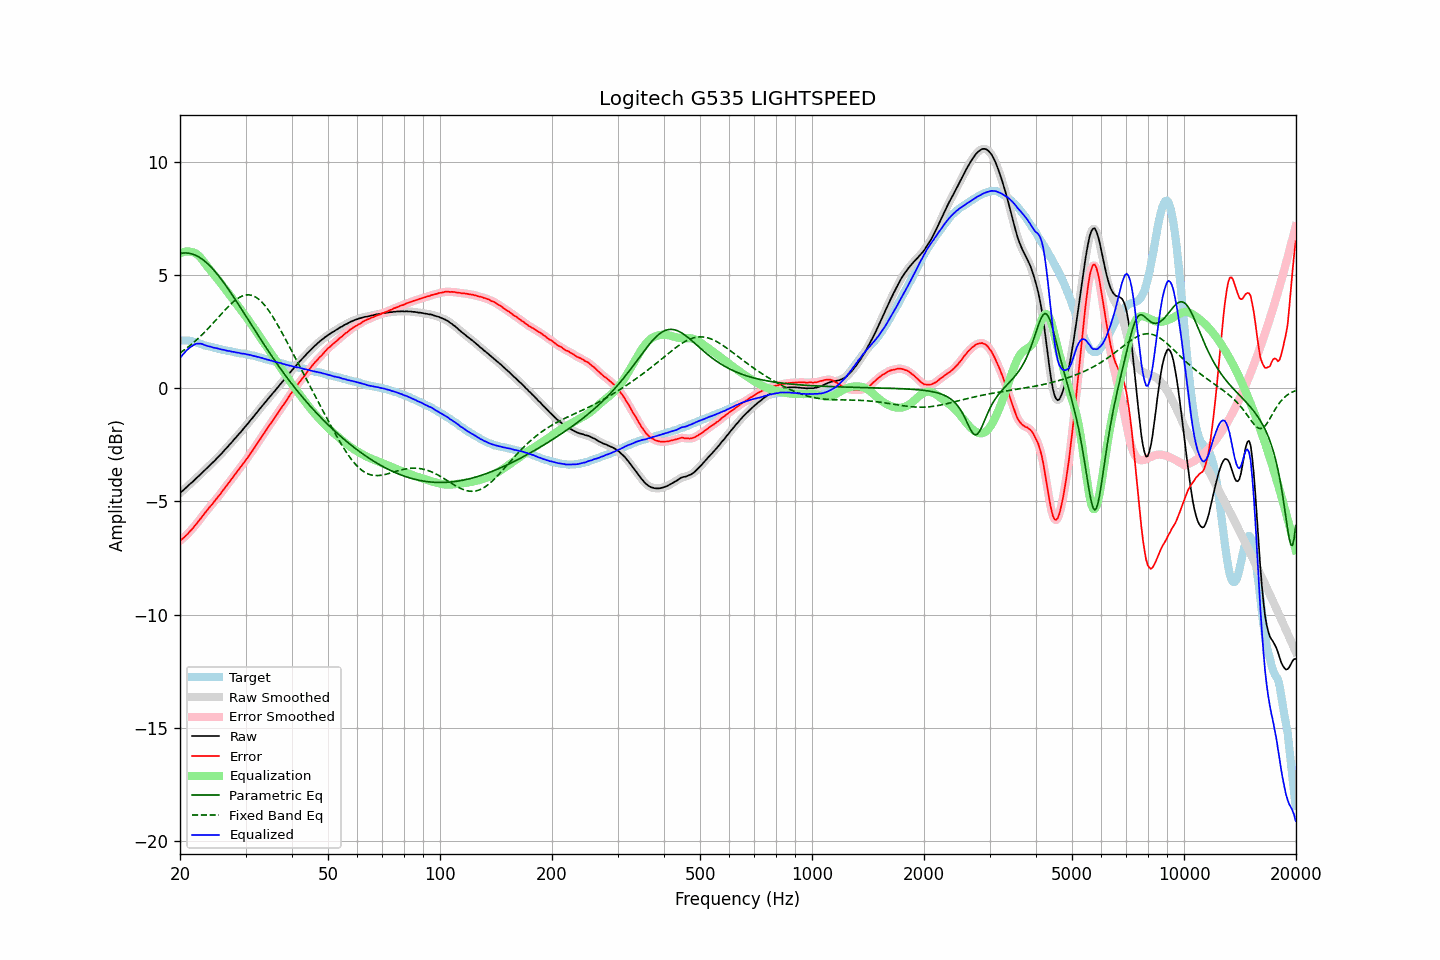 Logitech G535 LIGHTSPEED
Amplitude (dBr)
10
5
0
−5
−10
−15
−20
Target
Raw Smoothed
Error Smoothed
Raw
Error
Equalization
Parametric Eq
Fixed Band Eq
Equalized
20 50 100 200 500 1000 2000 5000 10000 20000
Frequency (Hz)